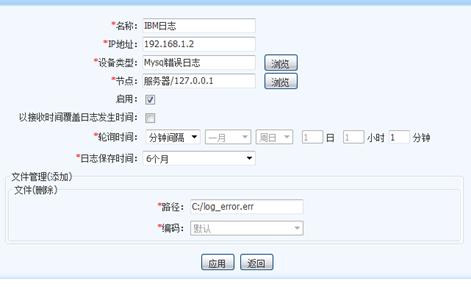 *名称: IBM日志
*IP地址: 192.168.1.2
*设备类型: Mysql错误日志 浏览
*节点: 服务器/127.0.0.1 浏览
启用:
以接收时间覆盖日志发生时间:
*轮询时间: 分钟间隔 一月 周日 1 日 1 小时 1 分钟
*日志保存时间: 6个月
文件管理(添加)
文件(删除)
*路径: C:/log_error.err
*编码: 默认
应用 返回